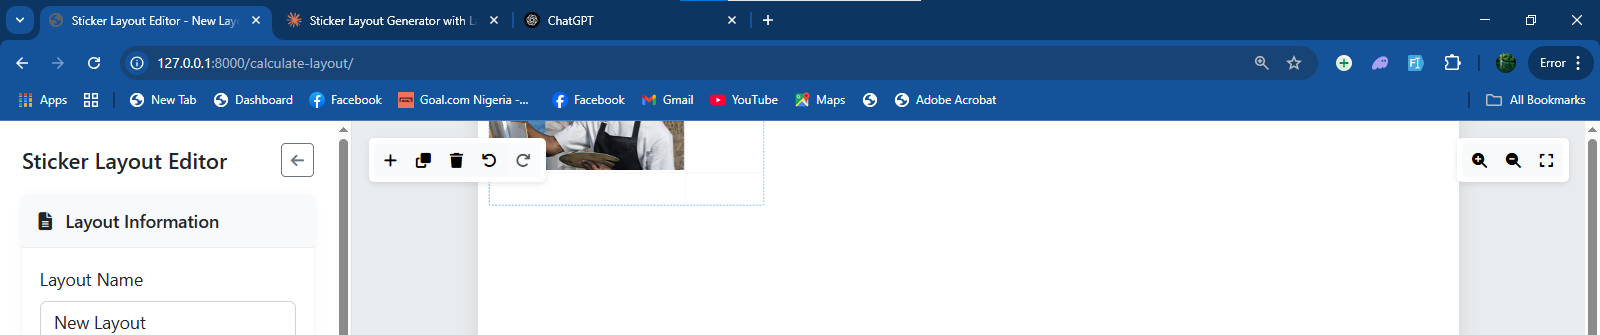 Sticker Layout Editor - New Lay
Sticker Layout Generator with L
ChatGPT
127.0.0.1:8000/calculate-layout/
Error
Apps
New Tab
Dashboard
Facebook
Goal.com Nigeria -...
Facebook
Gmail
YouTube
Maps
Adobe Acrobat
All Bookmarks
Sticker Layout Editor
Layout Information
Layout Name
New Layout